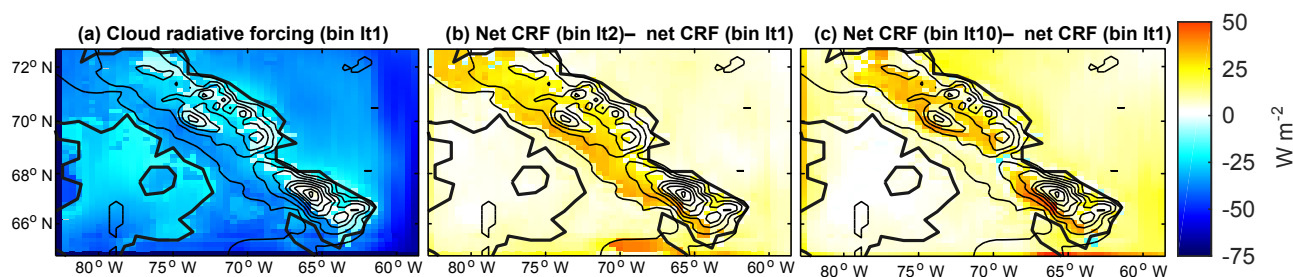 (a) Cloud radiative forcing (bin lt1)
(b) Net CRF (bin lt2)– net CRF (bin lt1)
(c) Net CRF (bin lt10)– net CRF (bin lt1)
72° N
70° N
68° N
66° N
80° W 75° W 70° W 65° W 60° W
80° W 75° W 70° W 65° W 60° W
80° W 75° W 70° W 65° W 60° W
50
25
0
-25
-50
-75
W m-2